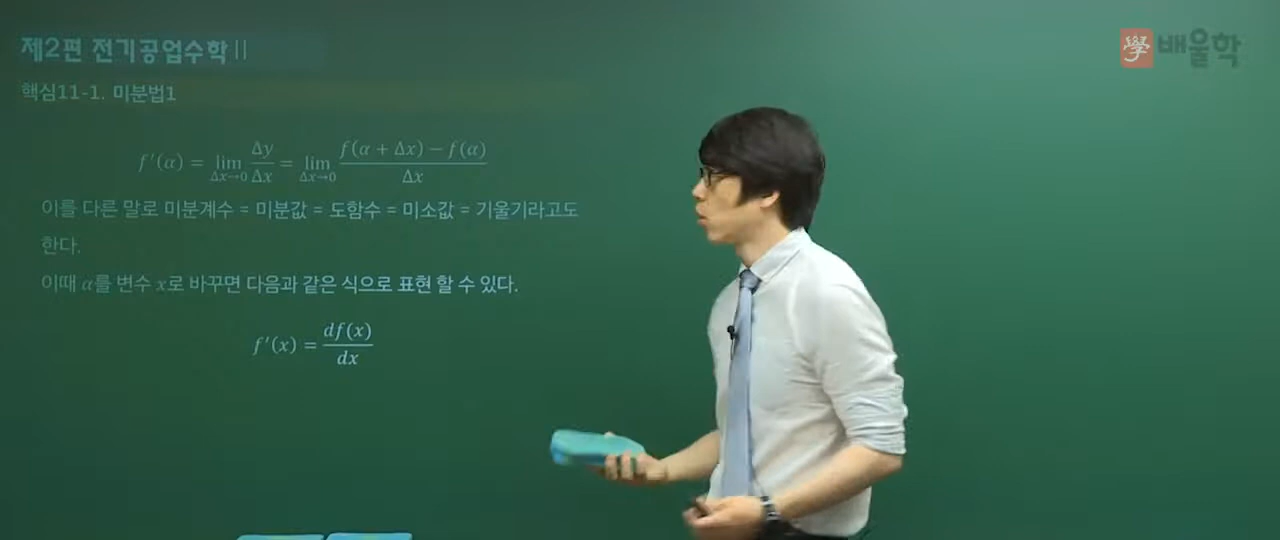 제2편 전기공업수학 II
學 배울학
핵심11-1. 미분법1
f′(α) = lim Δx→0 Δy/Δx = lim Δx→0 f(α + Δx) − f(α)/Δx
이를 다른 말로 미분계수 = 미분값 = 도함수 = 미소값 = 기울기라고도
한다.
이때 α를 변수 x로 바꾸면 다음과 같은 식으로 표현 할 수 있다.
f′(x) = df(x)/dx